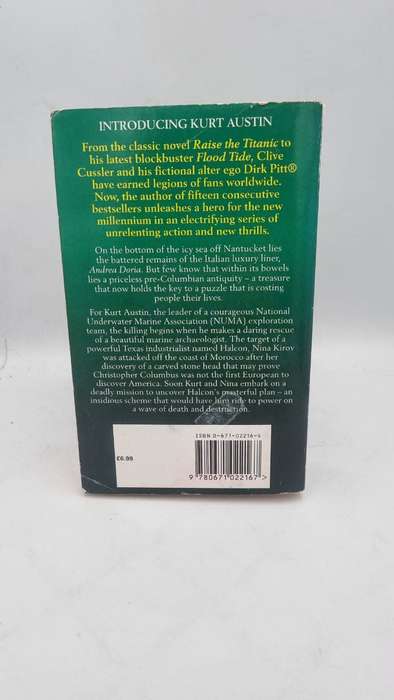 INTRODUCING KURT AUSTIN
From the classic novel Raise the Titanic to
his latest blockbuster Flood Tide, Clive
Cussler and his fictional alter ego Dirk Pitt®
have earned legions of fans worldwide.
Now, the author of fifteen consecutive
bestsellers unleashes a hero for the new
millennium in an electrifying series of
unrelenting action and new thrills.
On the bottom of the icy sea off Nantucket lies
the battered remains of the Italian luxury liner,
Andrea Doria. But few know that within its bowels
lies a priceless pre-Columbian antiquity – a treasure
that now holds the key to a puzzle that is costing
people their lives.
For Kurt Austin, the leader of a courageous National
Underwater Marine Association {NUMA} exploration
team, the killing begins when he makes a daring rescue
of a beautiful marine archaeologist. The target of a
powerful Texas industrialist named Halcon, Nina Kirov
was attacked off the coast of Morocco after her
discovery of a carved stone head that may prove
Christopher Columbus was not the first European to
discover America. Soon Kurt and Nina embark on a
deadly mission to uncover Halcon's masterful plan – an
insidious scheme that would have him ride to power on
a wave of death and destruction.
ISBN 0-671-02216-5
£6.99
9 780671 022167 >